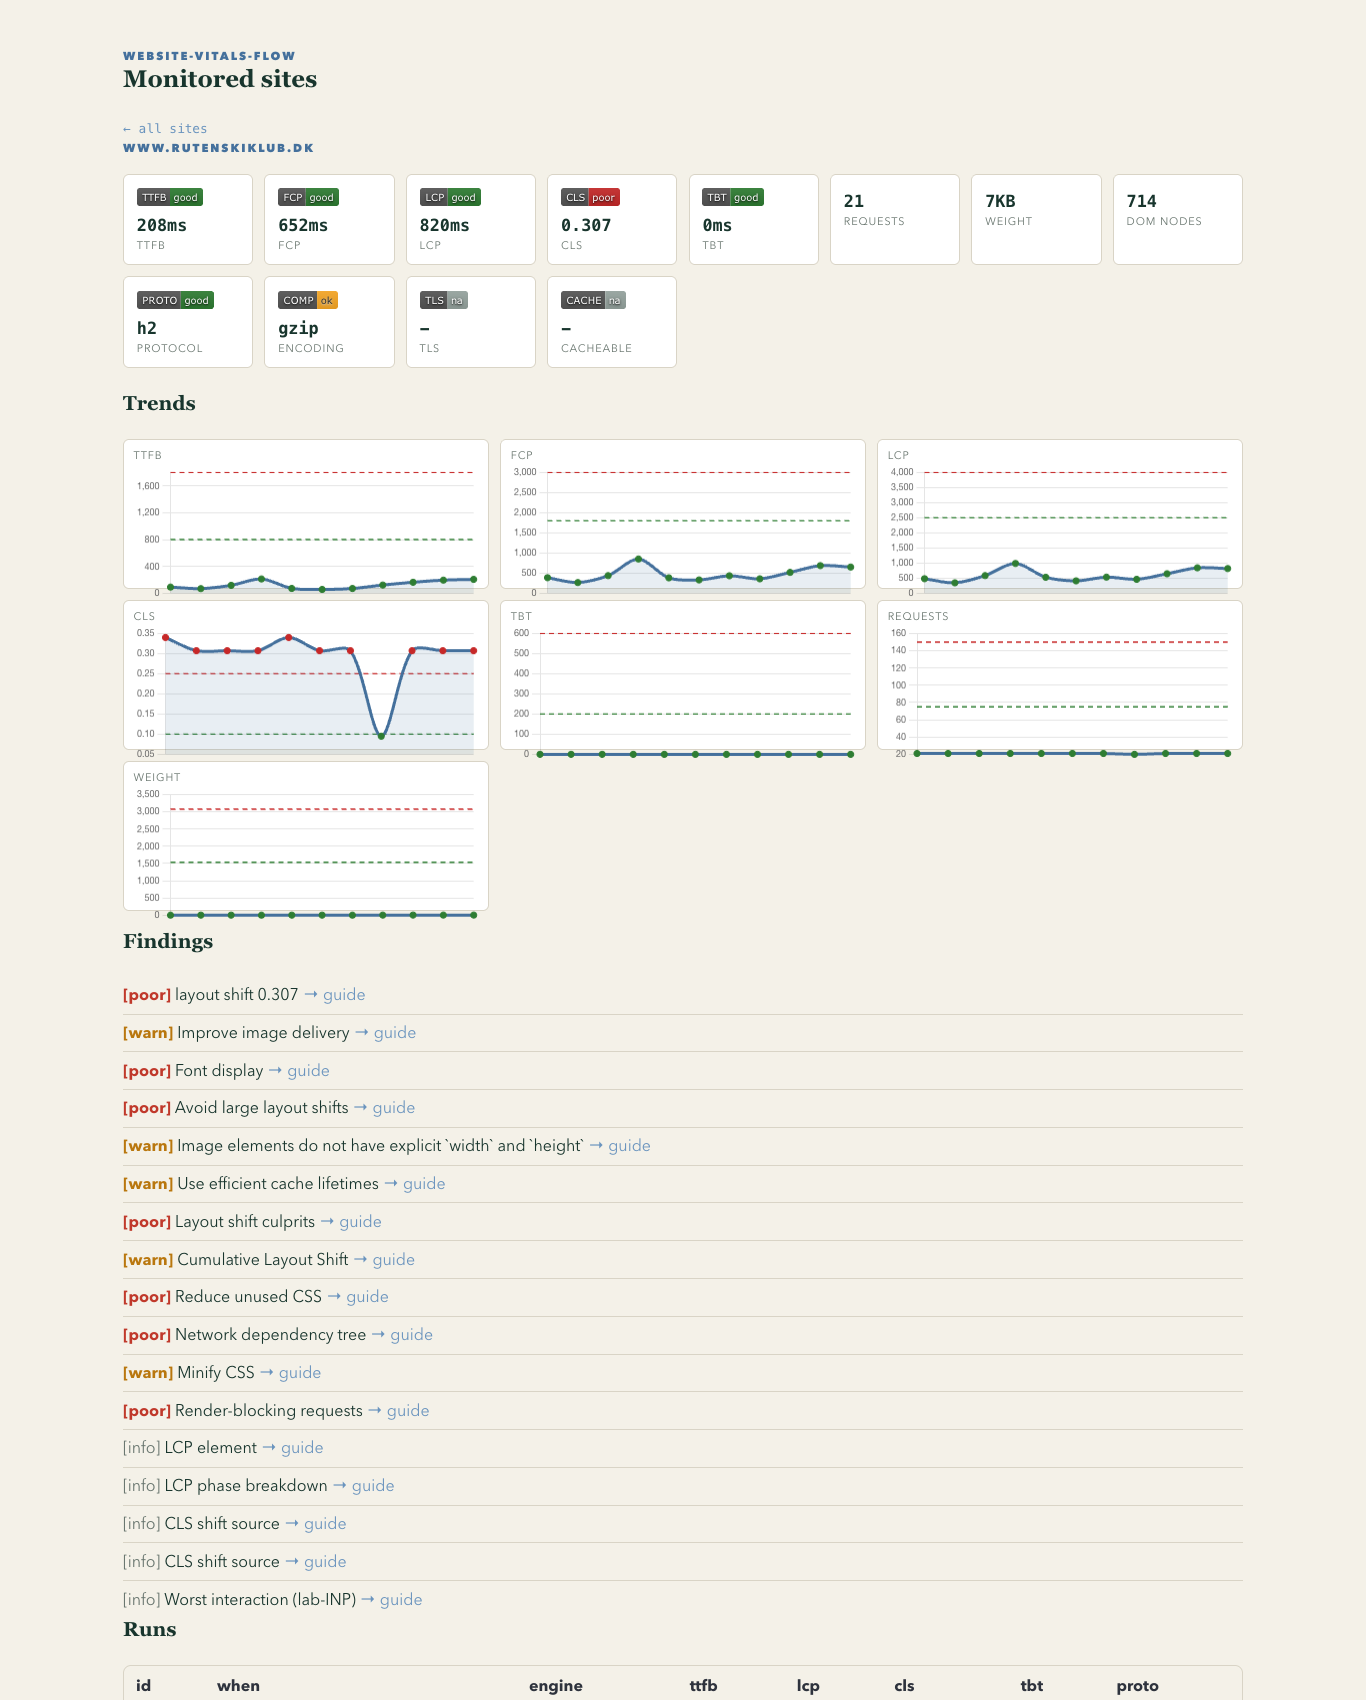 WEBSITE-VITALS-FLOW
Monitored sites
← all sites
WWW.RUTENSKIKLUB.DK
TTFB good
208ms
TTFB
FCP good
652ms
FCP
LCP good
820ms
LCP
CLS poor
0.307
CLS
TBT good
0ms
TBT
21
REQUESTS
7KB
WEIGHT
714
DOM NODES
PROTO good
h2
PROTOCOL
COMP ok
gzip
ENCODING
TLS na
–
TLS
CACHE na
–
CACHEABLE
Trends
TTFB
1,600
1,200
800
400
0
FCP
3,000
2,500
2,000
1,500
1,000
500
0
LCP
4,000
3,500
3,000
2,500
2,000
1,500
1,000
500
0
CLS
0.35
0.30
0.25
0.20
0.15
0.10
0.05
TBT
600
500
400
300
200
100
0
REQUESTS
160
140
120
100
80
60
40
20
WEIGHT
3,500
3,000
2,500
2,000
1,500
1,000
500
0
Findings
[poor] layout shift 0.307 → guide
[warn] Improve image delivery → guide
[poor] Font display → guide
[poor] Avoid large layout shifts → guide
[warn] Image elements do not have explicit `width` and `height` → guide
[warn] Use efficient cache lifetimes → guide
[poor] Layout shift culprits → guide
[warn] Cumulative Layout Shift → guide
[poor] Reduce unused CSS → guide
[poor] Network dependency tree → guide
[warn] Minify CSS → guide
[poor] Render-blocking requests → guide
[info] LCP element → guide
[info] LCP phase breakdown → guide
[info] CLS shift source → guide
[info] CLS shift source → guide
[info] Worst interaction (lab-INP) → guide
Runs
id when engine ttfb lcp cls tbt proto